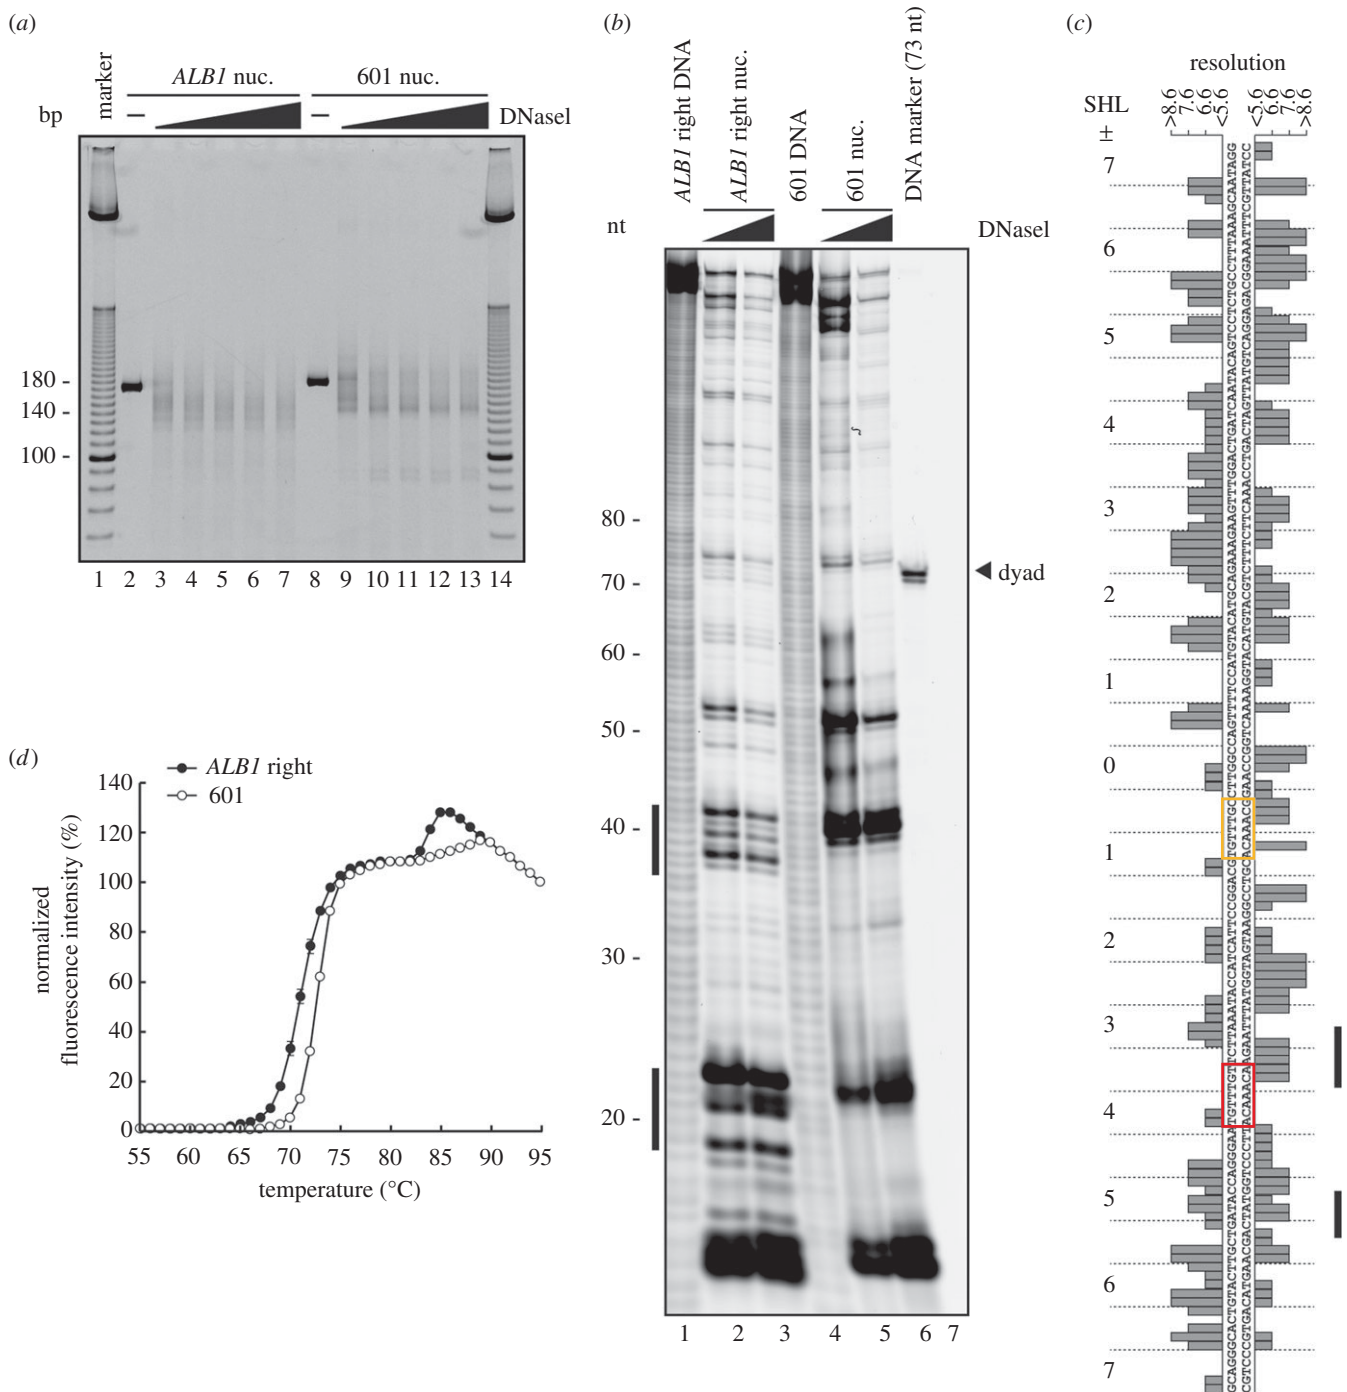 (a)
marker
ALB1 nuc.
601 nuc.
bp
–
–
DNaseI
180 -
140 -
100 -
1 2 3 4 5 6 7 8 9 10 11 12 13 14
(b)
ALB1 right DNA
ALB1 right nuc.
601 DNA
601 nuc.
DNA marker (73 nt)
nt
DNaseI
80 -
70 -
60 -
50 -
40 -
30 -
20 -
dyad
1 2 3 4 5 6 7
(c)
resolution
SHL
±
>8.6 7.6 6.6 <5.6
<5.6 6.6 7.6 >8.6
7
6
5
4
3
2
1
0
1
2
3
4
5
6
7
(d)
ALB1 right
601
normalized
fluorescence intensity (%)
140
120
100
80
60
40
20
0
55 60 65 70 75 80 85 90 95
temperature (°C)